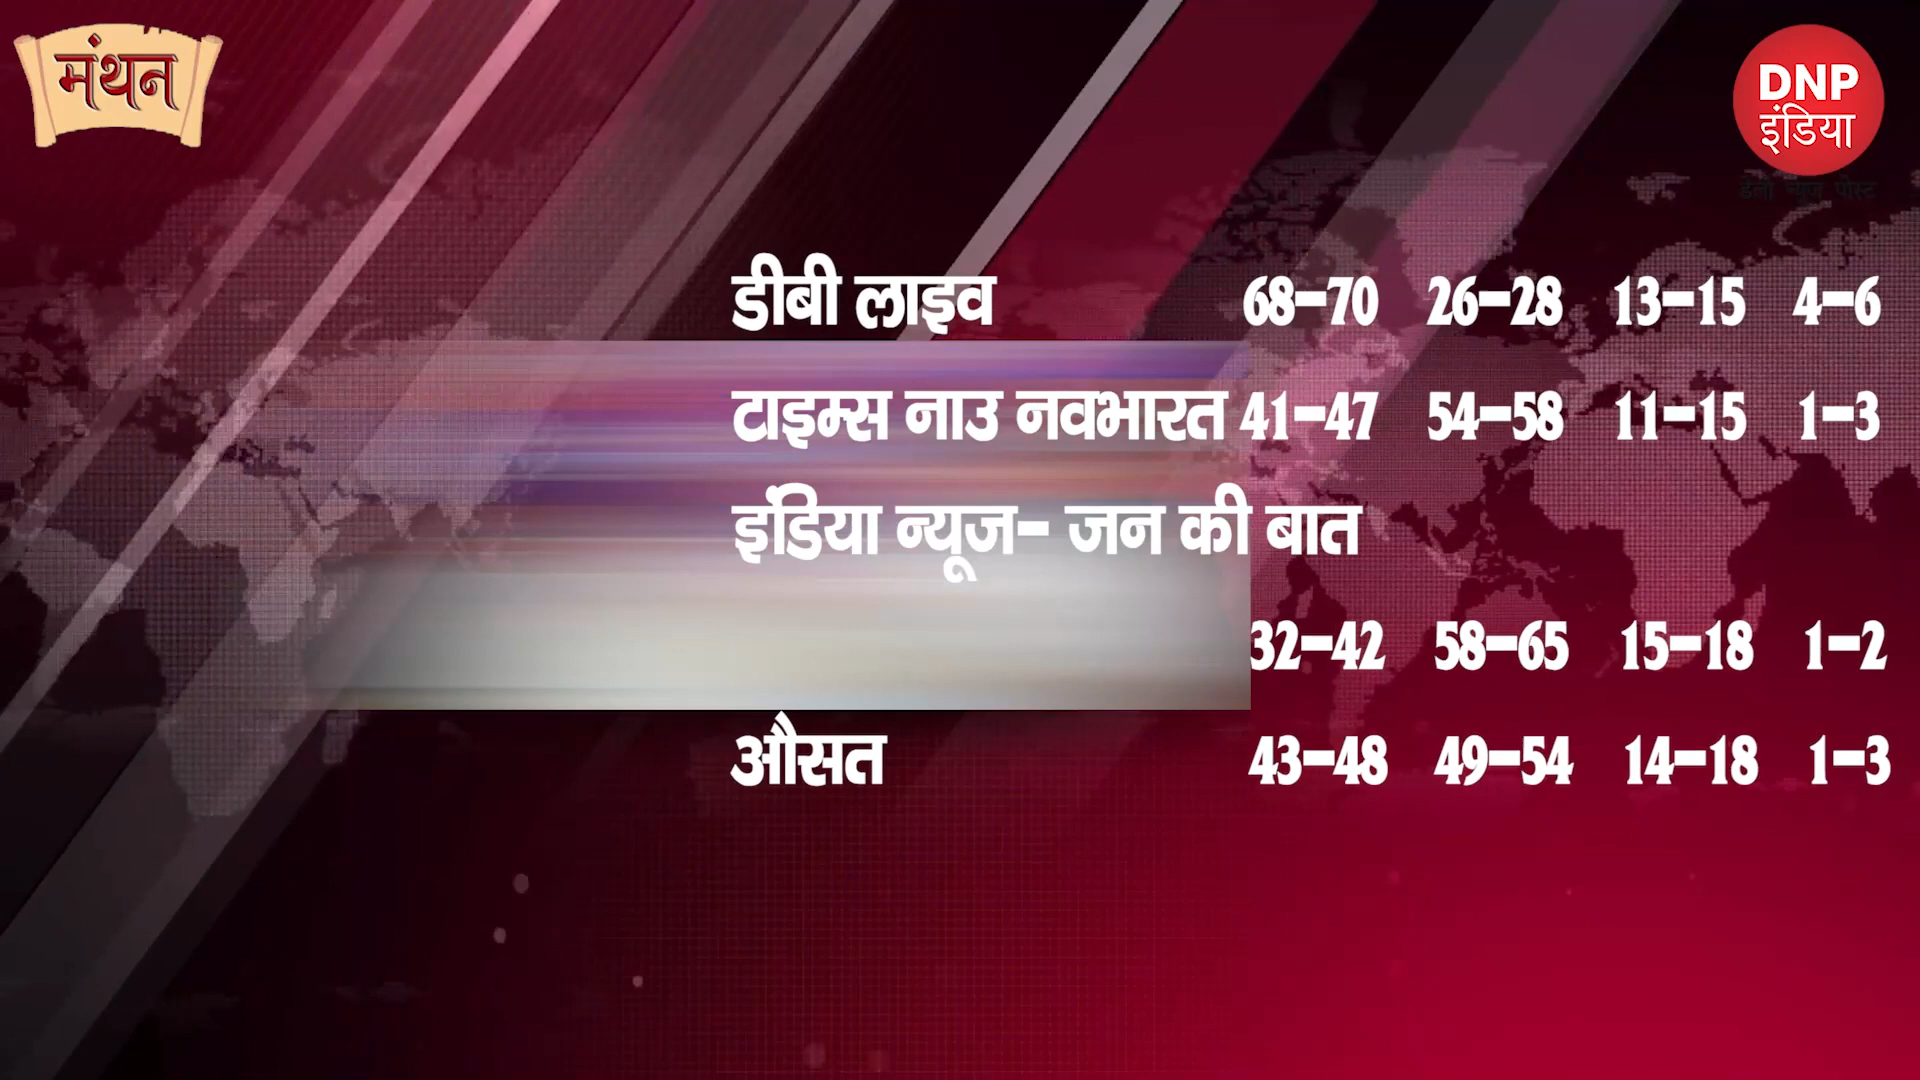 मंथन
DNP
इंडिया
डेली न्यूज़ पोस्ट
डीबी लाइव 68-70 26-28 13-15 4-6
टाइम्स नाउ नवभारत 41-47 54-58 11-15 1-3
इंडिया न्यूज- जन की बात
32-42 58-65 15-18 1-2
औसत 43-48 49-54 14-18 1-3